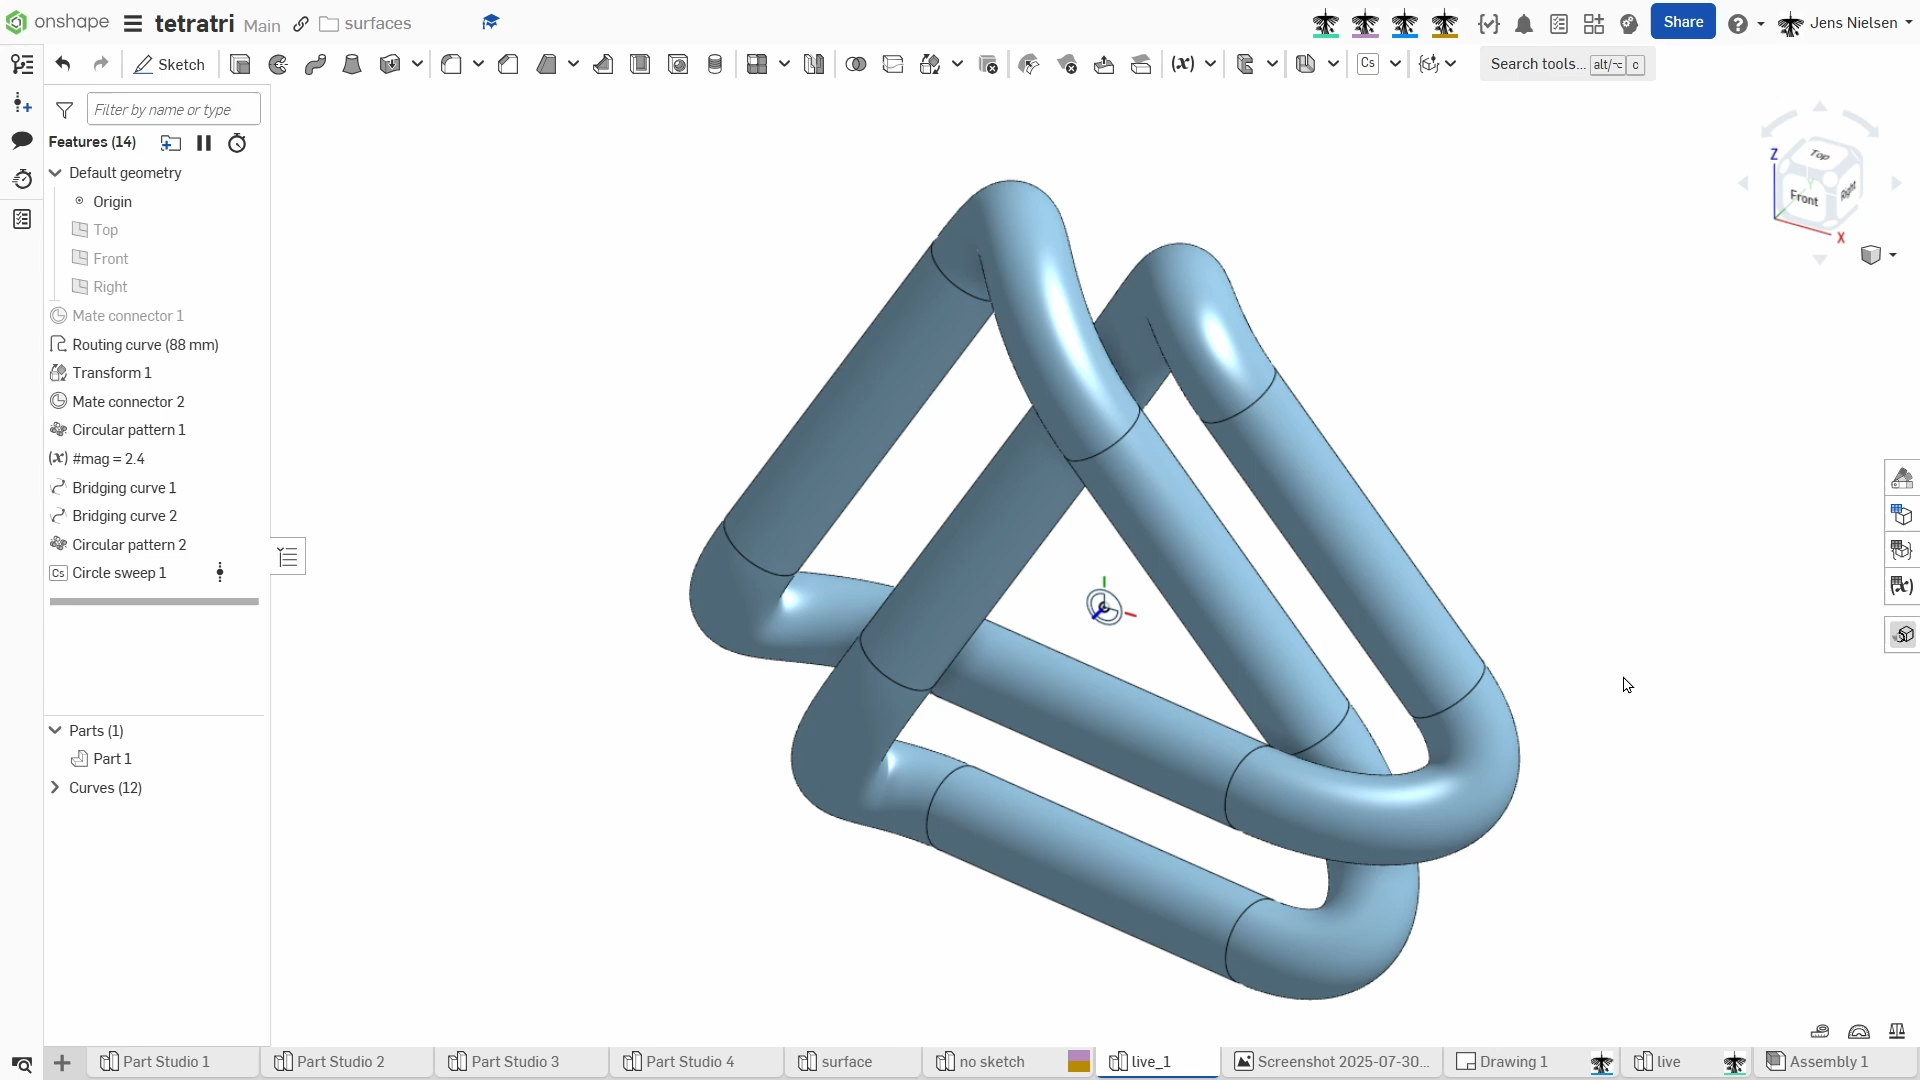 onshape tetratri Main surfaces Share Jens Nielsen
Sketch Cs Search tools... alt/⌥ c
Filter by name or type
Features (14)
Default geometry
Origin
Top
Front
Right
Mate connector 1
Routing curve (88 mm)
Transform 1
Mate connector 2
Circular pattern 1
(x) #mag = 2.4
Bridging curve 1
Bridging curve 2
Circular pattern 2
Cs Circle sweep 1
Parts (1)
Part 1
Curves (12)
Z
Top
Front Right
Y
X
Part Studio 1 Part Studio 2 Part Studio 3 Part Studio 4 surface no sketch live_1 Screenshot 2025-07-30... Drawing 1 live Assembly 1